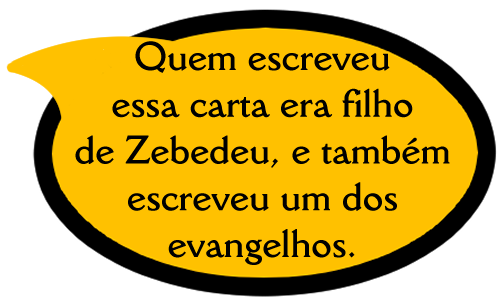 Quem escreveu
essa carta era filho
de Zebedeu, e também
escreveu um dos
evangelhos.